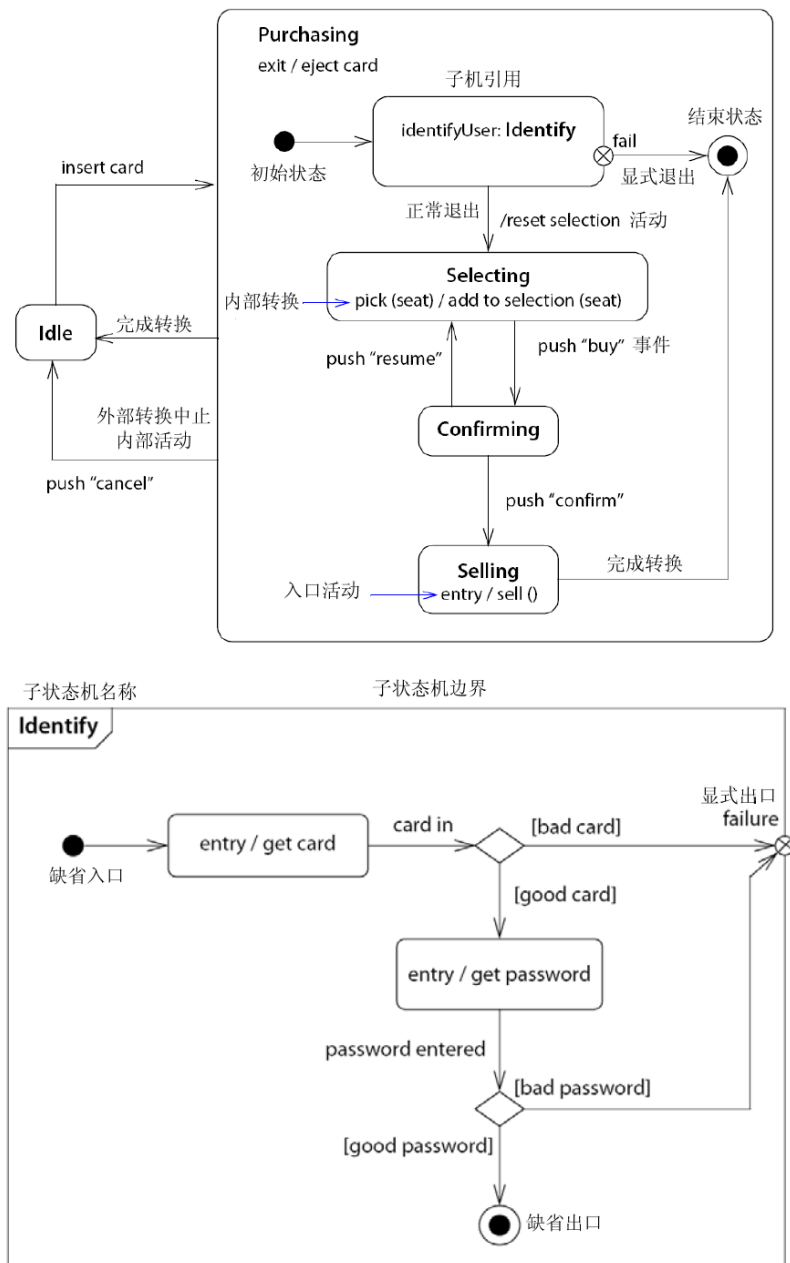 Purchasing
exit / eject card
子机引用
identifyUser: Identify
结束状态
fail
初始状态
显式退出
insert card
正常退出
/reset selection 活动
Selecting
内部转换
pick (seat) / add to selection (seat)
Idle
完成转换
push “resume”
push “buy” 事件
外部转换中止
内部活动
Confirming
push “cancel”
push “confirm”
Selling
完成转换
入口活动
entry / sell ()
子状态机名称
子状态机边界
Identify
显式出口
failure
card in
[bad card]
entry / get card
缺省入口
[good card]
entry / get password
password entered
[bad password]
[good password]
缺省出口